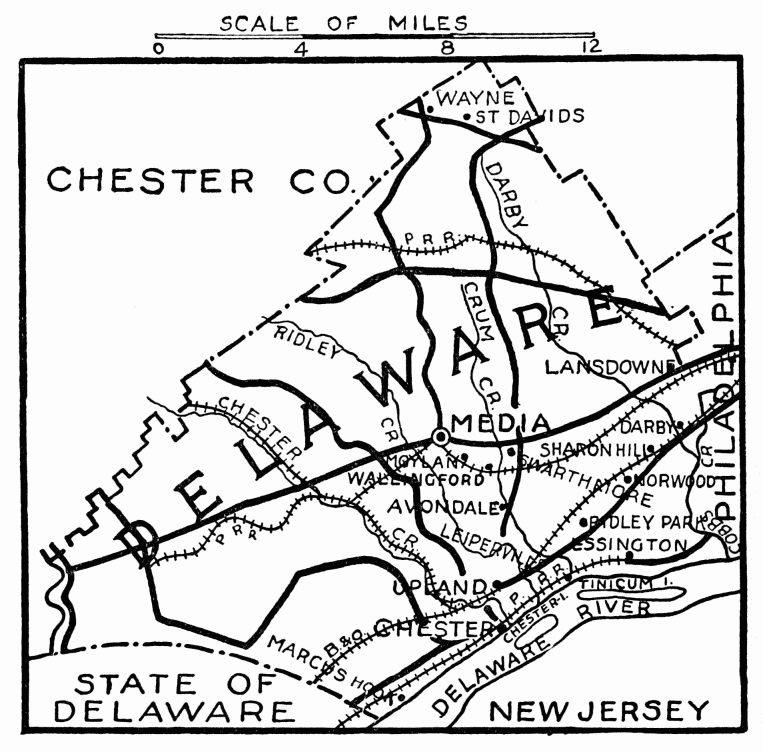 SCALE OF MILES
0 4 8 12
WAYNE
ST DAVIDS
CHESTER CO.
DARBY
P R R.
PHILADELPHIA
DELAWARE
CRUM
CR.
RIDLEY
LANSDOWNE
CR.
CHESTER
MEDIA
DARBY
CR.
SHARON HILL
MOYLAN
SWARTHMORE
CR
WALLINGFORD
NORWOOD
AVONDALE
RIDLEY PARK
COBBS
P R R
CR.
LEIPERVILLE
ESSINGTON
UPLAND
P. R.R.
TINICUM I.
B&O.
CHESTER
CHESTER-I.
RIVER
MARCUS HOOK
DELAWARE
STATE OF
DELAWARE
NEW JERSEY